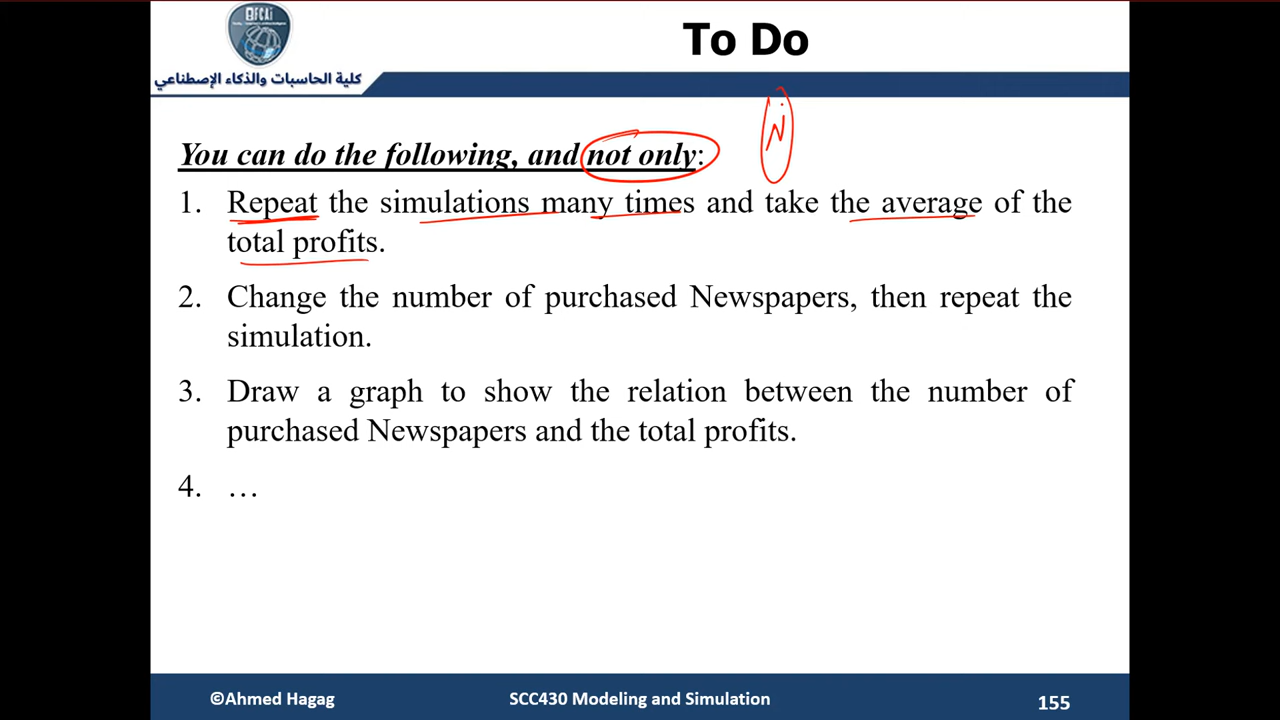 FCAi
To Do
كلية الحاسبات والذكاء الإصطناعي
N
You can do the following, and not only:
1. Repeat the simulations many times and take the average of the
total profits.
2. Change the number of purchased Newspapers, then repeat the
simulation.
3. Draw a graph to show the relation between the number of
purchased Newspapers and the total profits.
4. …
©Ahmed Hagag
SCC430 Modeling and Simulation
155